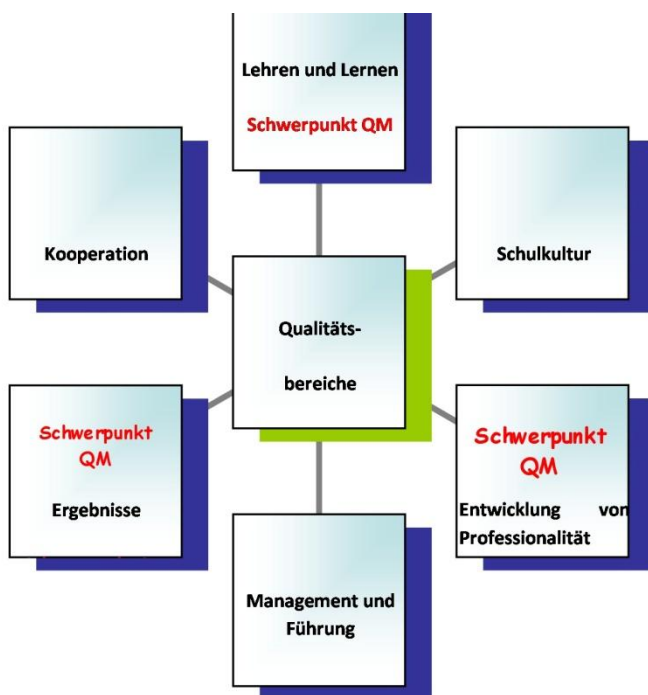 Lehren und Lernen
Schwerpunkt QM
Kooperation
Schulkultur
Qualitäts-
bereiche
Schwerpunkt
QM
Ergebnisse
Schwerpunkt
QM
Entwicklung von
Professionalität
Management und
Führung